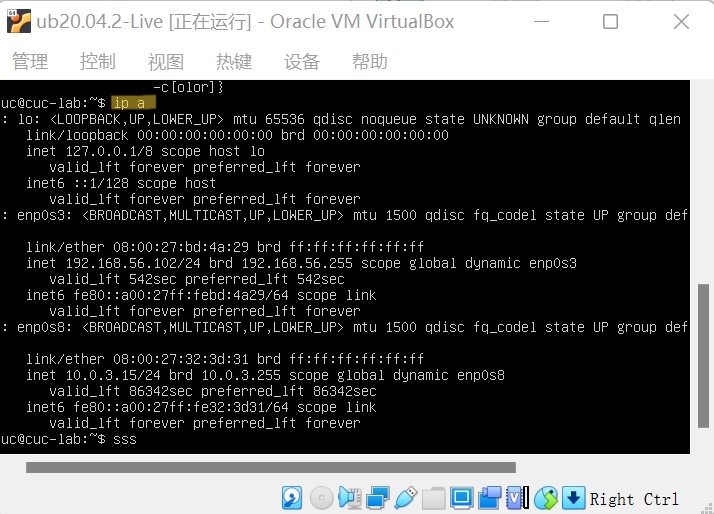 64
ub20.04.2-Live [正在运行] - Oracle VM VirtualBox
管理 控制 视图 热键 设备 帮助
-c[olor]}
uc@cuc-lab:~$ ip a
: lo: <LOOPBACK,UP,LOWER_UP> mtu 65536 qdisc noqueue state UNKNOWN group default qlen
link/loopback 00:00:00:00:00:00 brd 00:00:00:00:00:00
inet 127.0.0.1/8 scope host lo
valid_lft forever preferred_lft forever
inet6 ::1/128 scope host
valid_lft forever preferred_lft forever
: enp0s3: <BROADCAST,MULTICAST,UP,LOWER_UP> mtu 1500 qdisc fq_codel state UP group def
link/ether 08:00:27:bd:4a:29 brd ff:ff:ff:ff:ff:ff
inet 192.168.56.102/24 brd 192.168.56.255 scope global dynamic enp0s3
valid_lft 542sec preferred_lft 542sec
inet6 fe80::a00:27ff:febd:4a29/64 scope link
valid_lft forever preferred_lft forever
: enp0s8: <BROADCAST,MULTICAST,UP,LOWER_UP> mtu 1500 qdisc fq_codel state UP group def
link/ether 08:00:27:32:3d:31 brd ff:ff:ff:ff:ff:ff
inet 10.0.3.15/24 brd 10.0.3.255 scope global dynamic enp0s8
valid_lft 86342sec preferred_lft 86342sec
inet6 fe80::a00:27ff:fe32:3d31/64 scope link
valid_lft forever preferred_lft forever
uc@cuc-lab:~$ sss
Right Ctrl